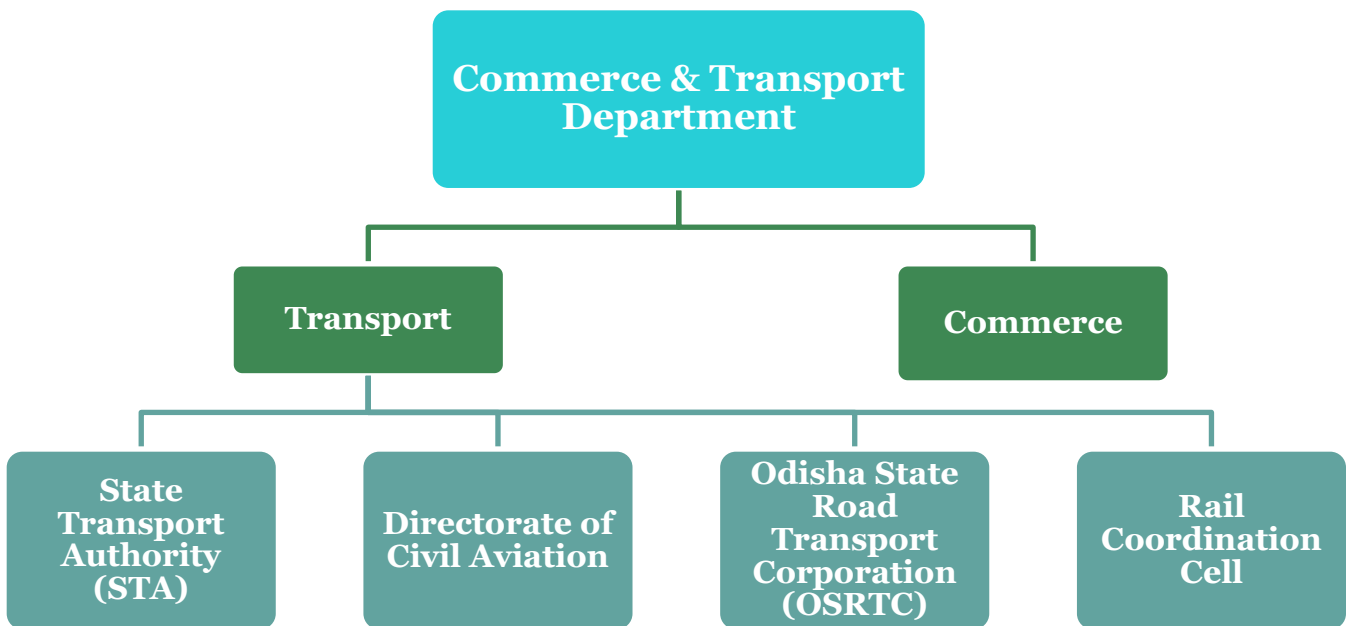 Commerce & Transport
Department
Transport
Commerce
State
Transport
Authority
(STA)
Directorate of
Civil Aviation
Odisha State
Road
Transport
Corporation
(OSRTC)
Rail
Coordination
Cell